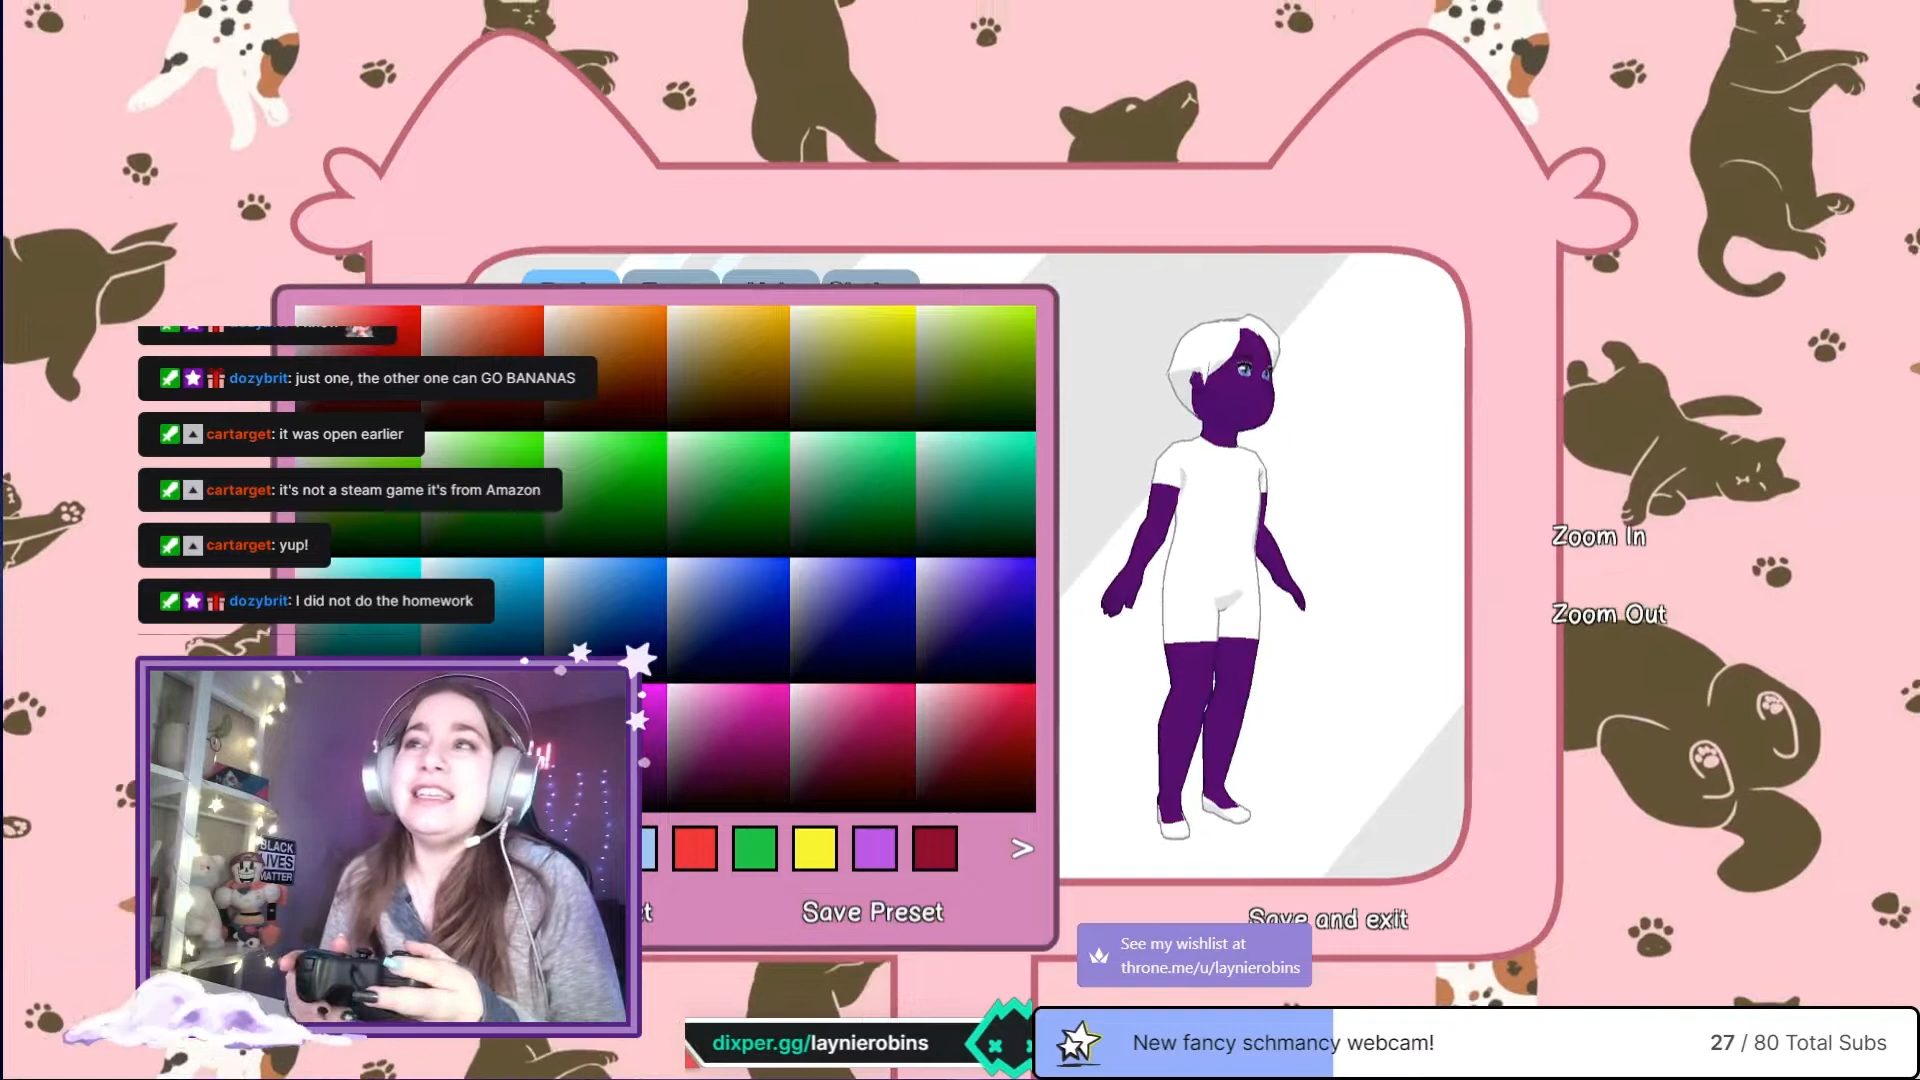 dozybrit: just one, the other one can GO BANANAS
cartarget: it was open earlier
cartarget: it's not a steam game it's from Amazon
cartarget: yup!
dozybrit: I did not do the homework
Zoom In
Zoom Out
BLACK
LIVES
MATTER
>
Save Preset
Save and exit
See my wishlist at
throne.me/u/laynierobins
dixper.gg/laynierobins
New fancy schmancy webcam!
27 / 80 Total Subs